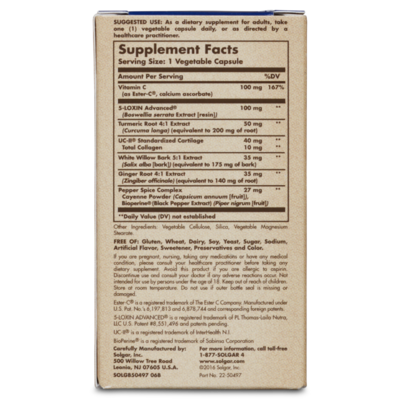 SUGGESTED USE: As a dietary supplement for adults, take
one (1) vegetable capsule daily, or as directed by a
healthcare practitioner.
Supplement Facts
Serving Size: 1 Vegetable Capsule
Amount Per Serving %DV
Vitamin C 100 mg 167%
(as Ester-C®, calcium ascorbate)
5-LOXIN Advanced® 100 mg **
(Boswellia serrata Extract [resin])
Turmeric Root 4:1 Extract 50 mg **
(Curcuma longa) (equivalent to 200 mg of root)
UC-II® Standardized Cartilage 40 mg **
Total Collagen 10 mg **
White Willow Bark 5:1 Extract 35 mg **
(Salix alba [bark]) (equivalent to 175 mg of bark)
Ginger Root 4:1 Extract 35 mg **
(Zingiber officinale) (equivalent to 140 mg of root)
Pepper Spice Complex 27 mg **
Cayenne Powder (Capsicum annuum [fruit]),
Bioperine® (Black Pepper Extract) (Piper nigrum [fruit])
**Daily Value (DV) not established
Other Ingredients: Vegetable Cellulose, Silica, Vegetable Magnesium
Stearate.
FREE OF: Gluten, Wheat, Dairy, Soy, Yeast, Sugar, Sodium,
Artificial Flavor, Sweetener, Preservatives and Color.
If you are pregnant, nursing, taking any medications or have any medical
condition, please consult your healthcare practitioner before taking any
dietary supplement. Avoid this product if you are allergic to
Discontinue use and consult your doctor if any adverse reactions occur. Not
intended for use by persons under the age of 18. Keep out of reach of children.
Store at room temperature. Do not use if outer bottle seal is missing or
damaged.
Ester-C® is a registered trademark of The Ester C Company. Manufactured under
U.S. Pat. No.'s 6,197,813 and 6,878,744 and corresponding foreign patents.
5-LOXIN ADVANCED® is a registered trademark of PL Thomas-Laila Nutra,
LLC U.S. Patent #8,551,496 and patents pending.
UC-II® is a registered trademark of InterHealth N.I.
BioPerine® is a registered trademark of Sabinsa Corporation.
Carefully Manufactured by For more information, call toll-free
Solgar, Inc. 1-877-SOLGAR 4
500 Willow Tree Road www.solgar.com
Leonia, NJ 07605 U.S.A. ©2016 Solgar, Inc.
SOLGB50497 06B Part No: 22-50497